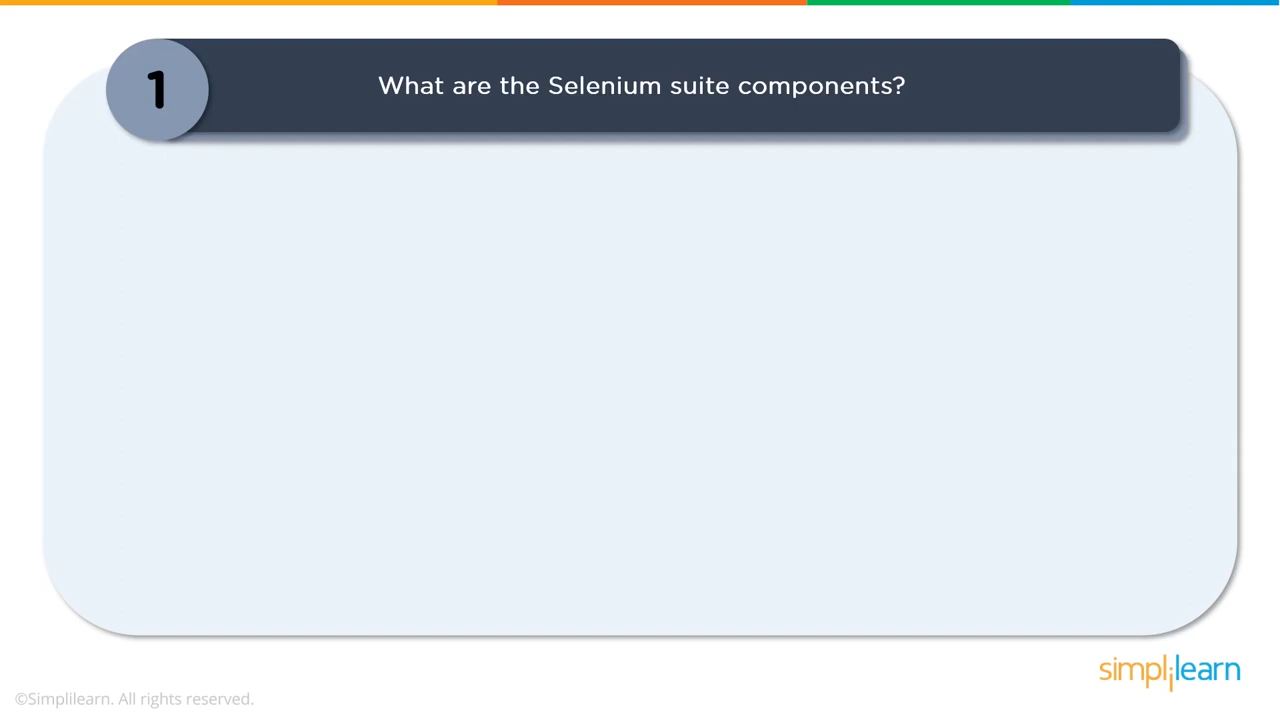 1
What are the Selenium suite components?
simplilearn
©Simplilearn. All rights reserved.